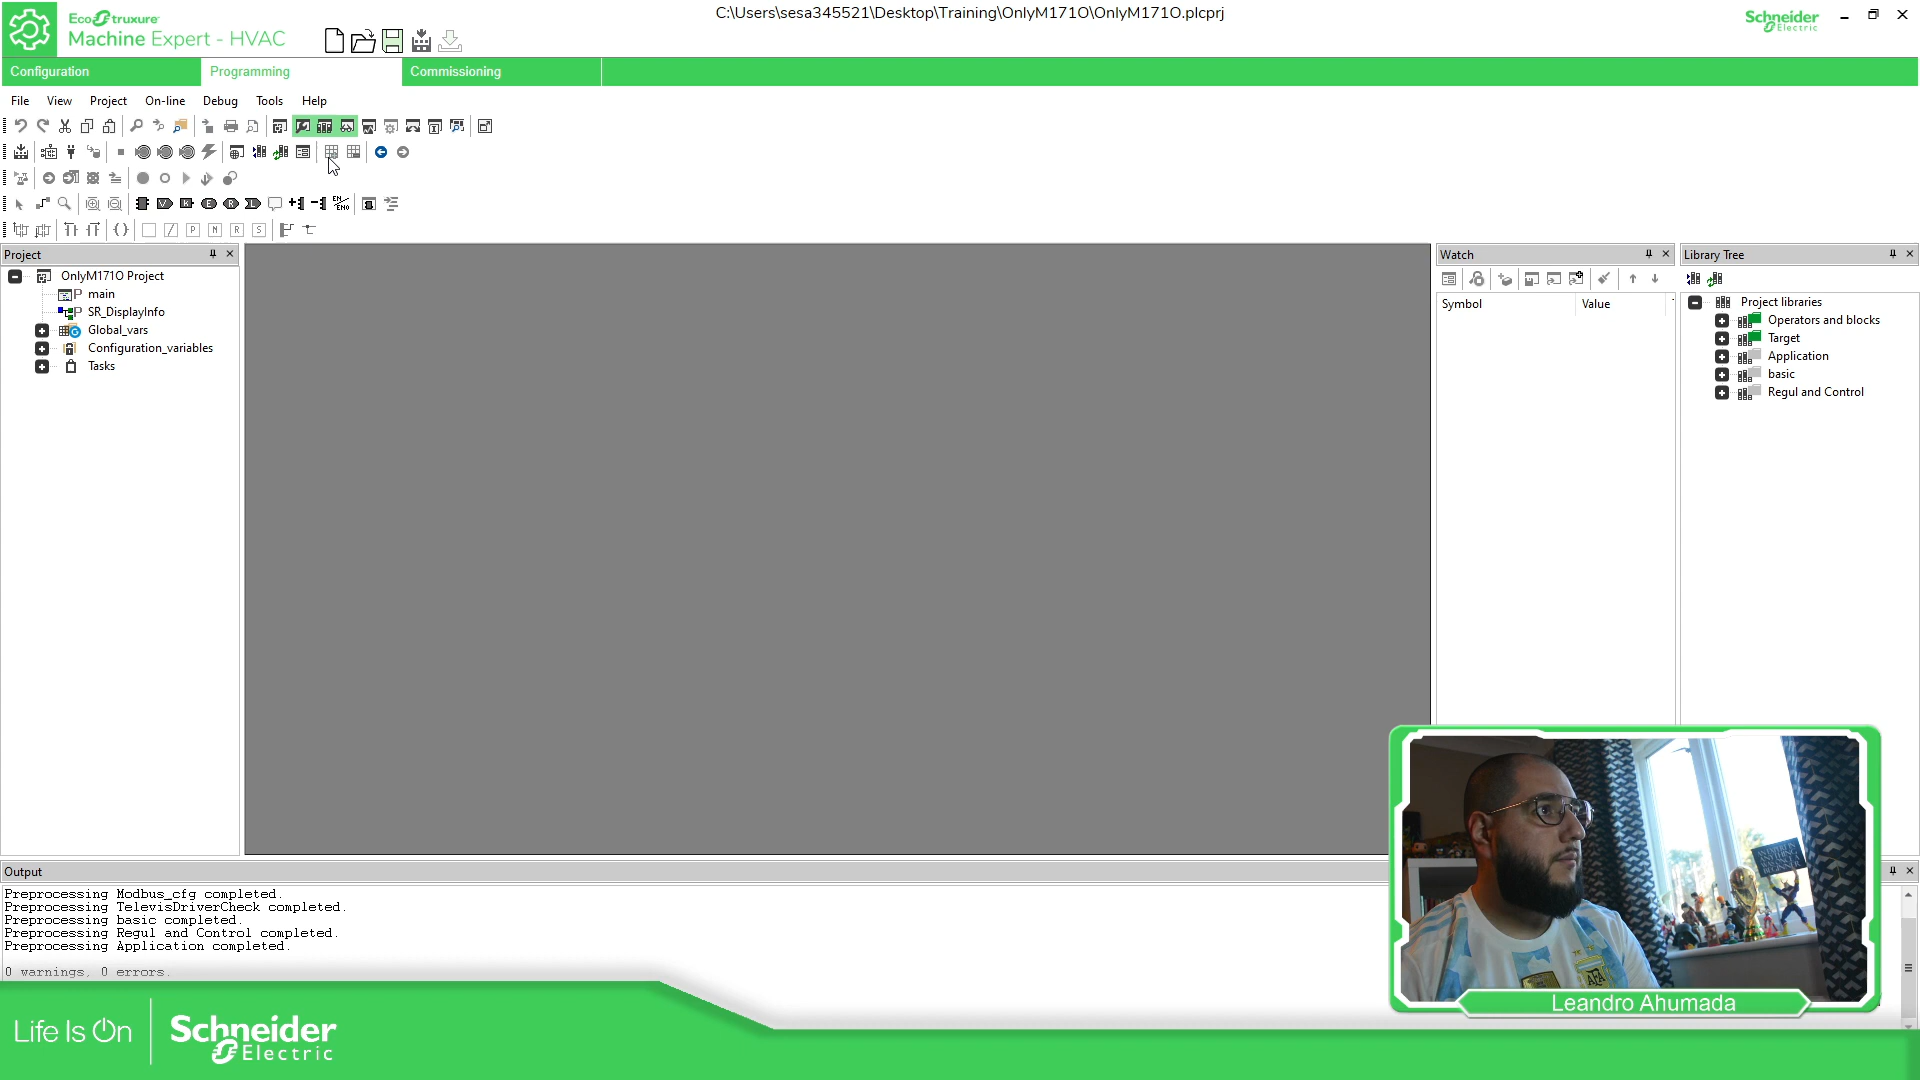 C:\Users\sesa345521\Desktop\Training\OnlyM171O\OnlyM171O.plcprj
EcoStruxure
Machine Expert - HVAC
Schneider
Electric
Configuration
Programming
Commissioning
File View Project On-line Debug Tools Help
EN
ENO
P N R S
Project
OnlyM171O Project
main
SR_DisplayInfo
Global_vars
Configuration_variables
Tasks
Watch
Symbol Value
Library Tree
Project libraries
Operators and blocks
Target
Application
basic
Regul and Control
Output
Preprocessing Modbus_cfg completed.
Preprocessing TelevisDriverCheck completed.
Preprocessing basic completed.
Preprocessing Regul and Control completed.
Preprocessing Application completed.
0 warnings, 0 errors.
AFA
Leandro Ahumada
Life Is On
Schneider
Electric